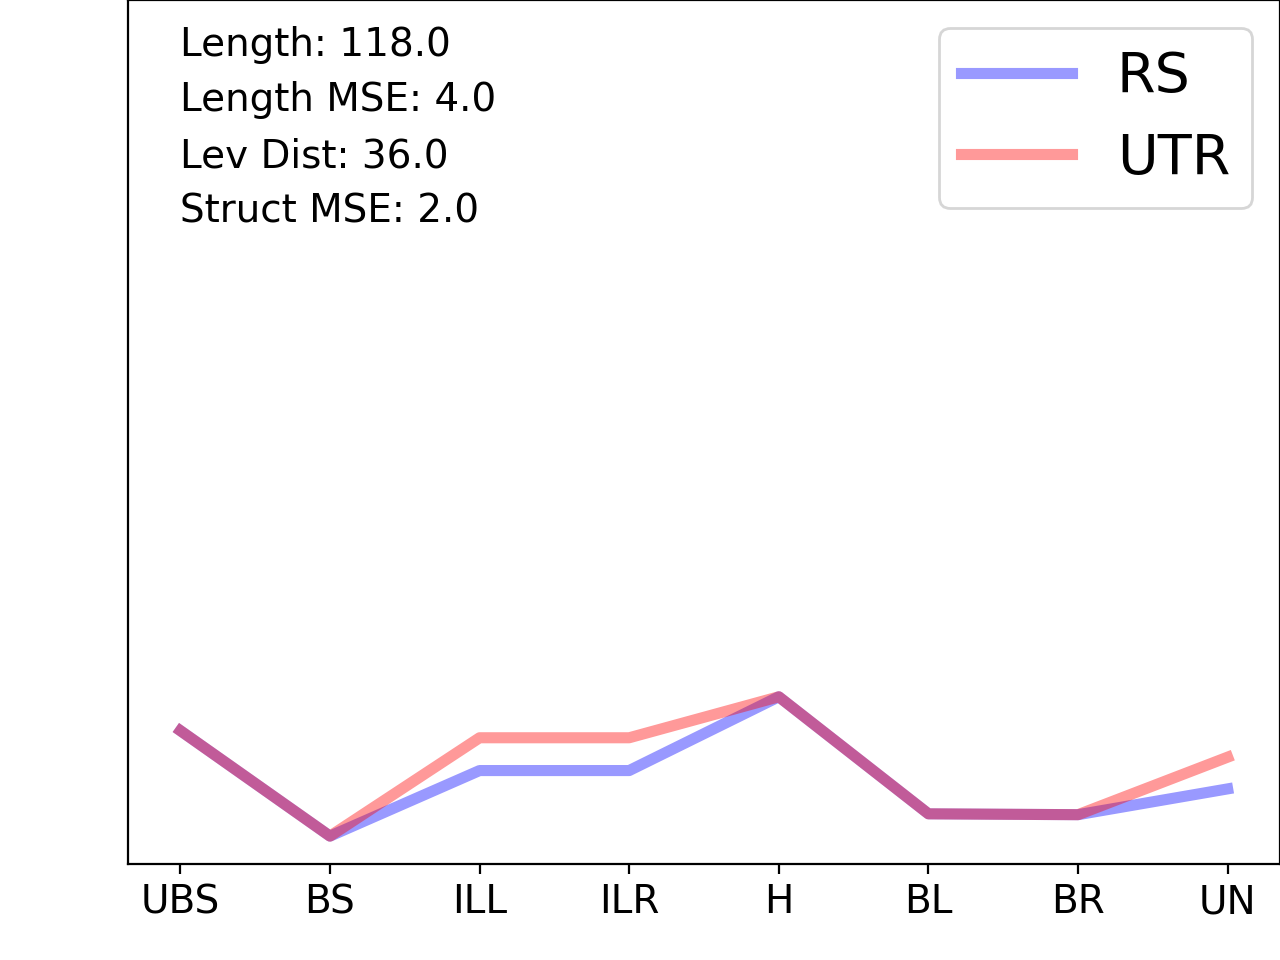 Length: 118.0
Length MSE: 4.0
Lev Dist: 36.0
Struct MSE: 2.0
RS
UTR
UBS BS ILL ILR H BL BR UN